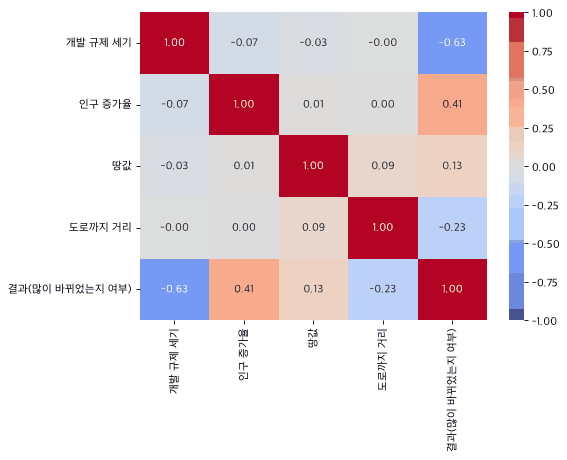 개발 규제 세기 1.00 -0.07 -0.03 -0.00 -0.63
인구 증가율 -0.07 1.00 0.01 0.00 0.41
땅값 -0.03 0.01 1.00 0.09 0.13
도로까지 거리 -0.00 0.00 0.09 1.00 -0.23
결과(많이 바뀌었는지 여부) -0.63 0.41 0.13 -0.23 1.00
개발 규제 세기
인구 증가율
땅값
도로까지 거리
결과(많이 바뀌었는지 여부)
1.00
0.75
0.50
0.25
0.00
-0.25
-0.50
-0.75
-1.00